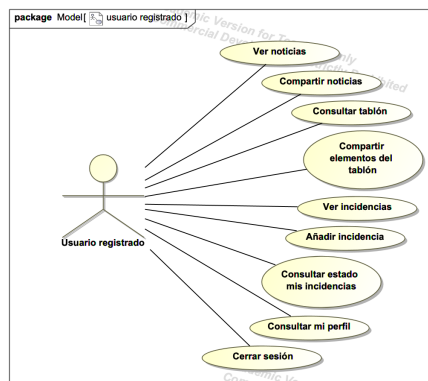 package Model[ usuario registrado ]
Ver noticias
Compartir noticias
Consultar tablón
Compartir
elementos del
tablón
Ver incidencias
Añadir incidencia
Usuario registrado
Consultar estado
mis incidencias
Consultar mi perfil
Cerrar sesión